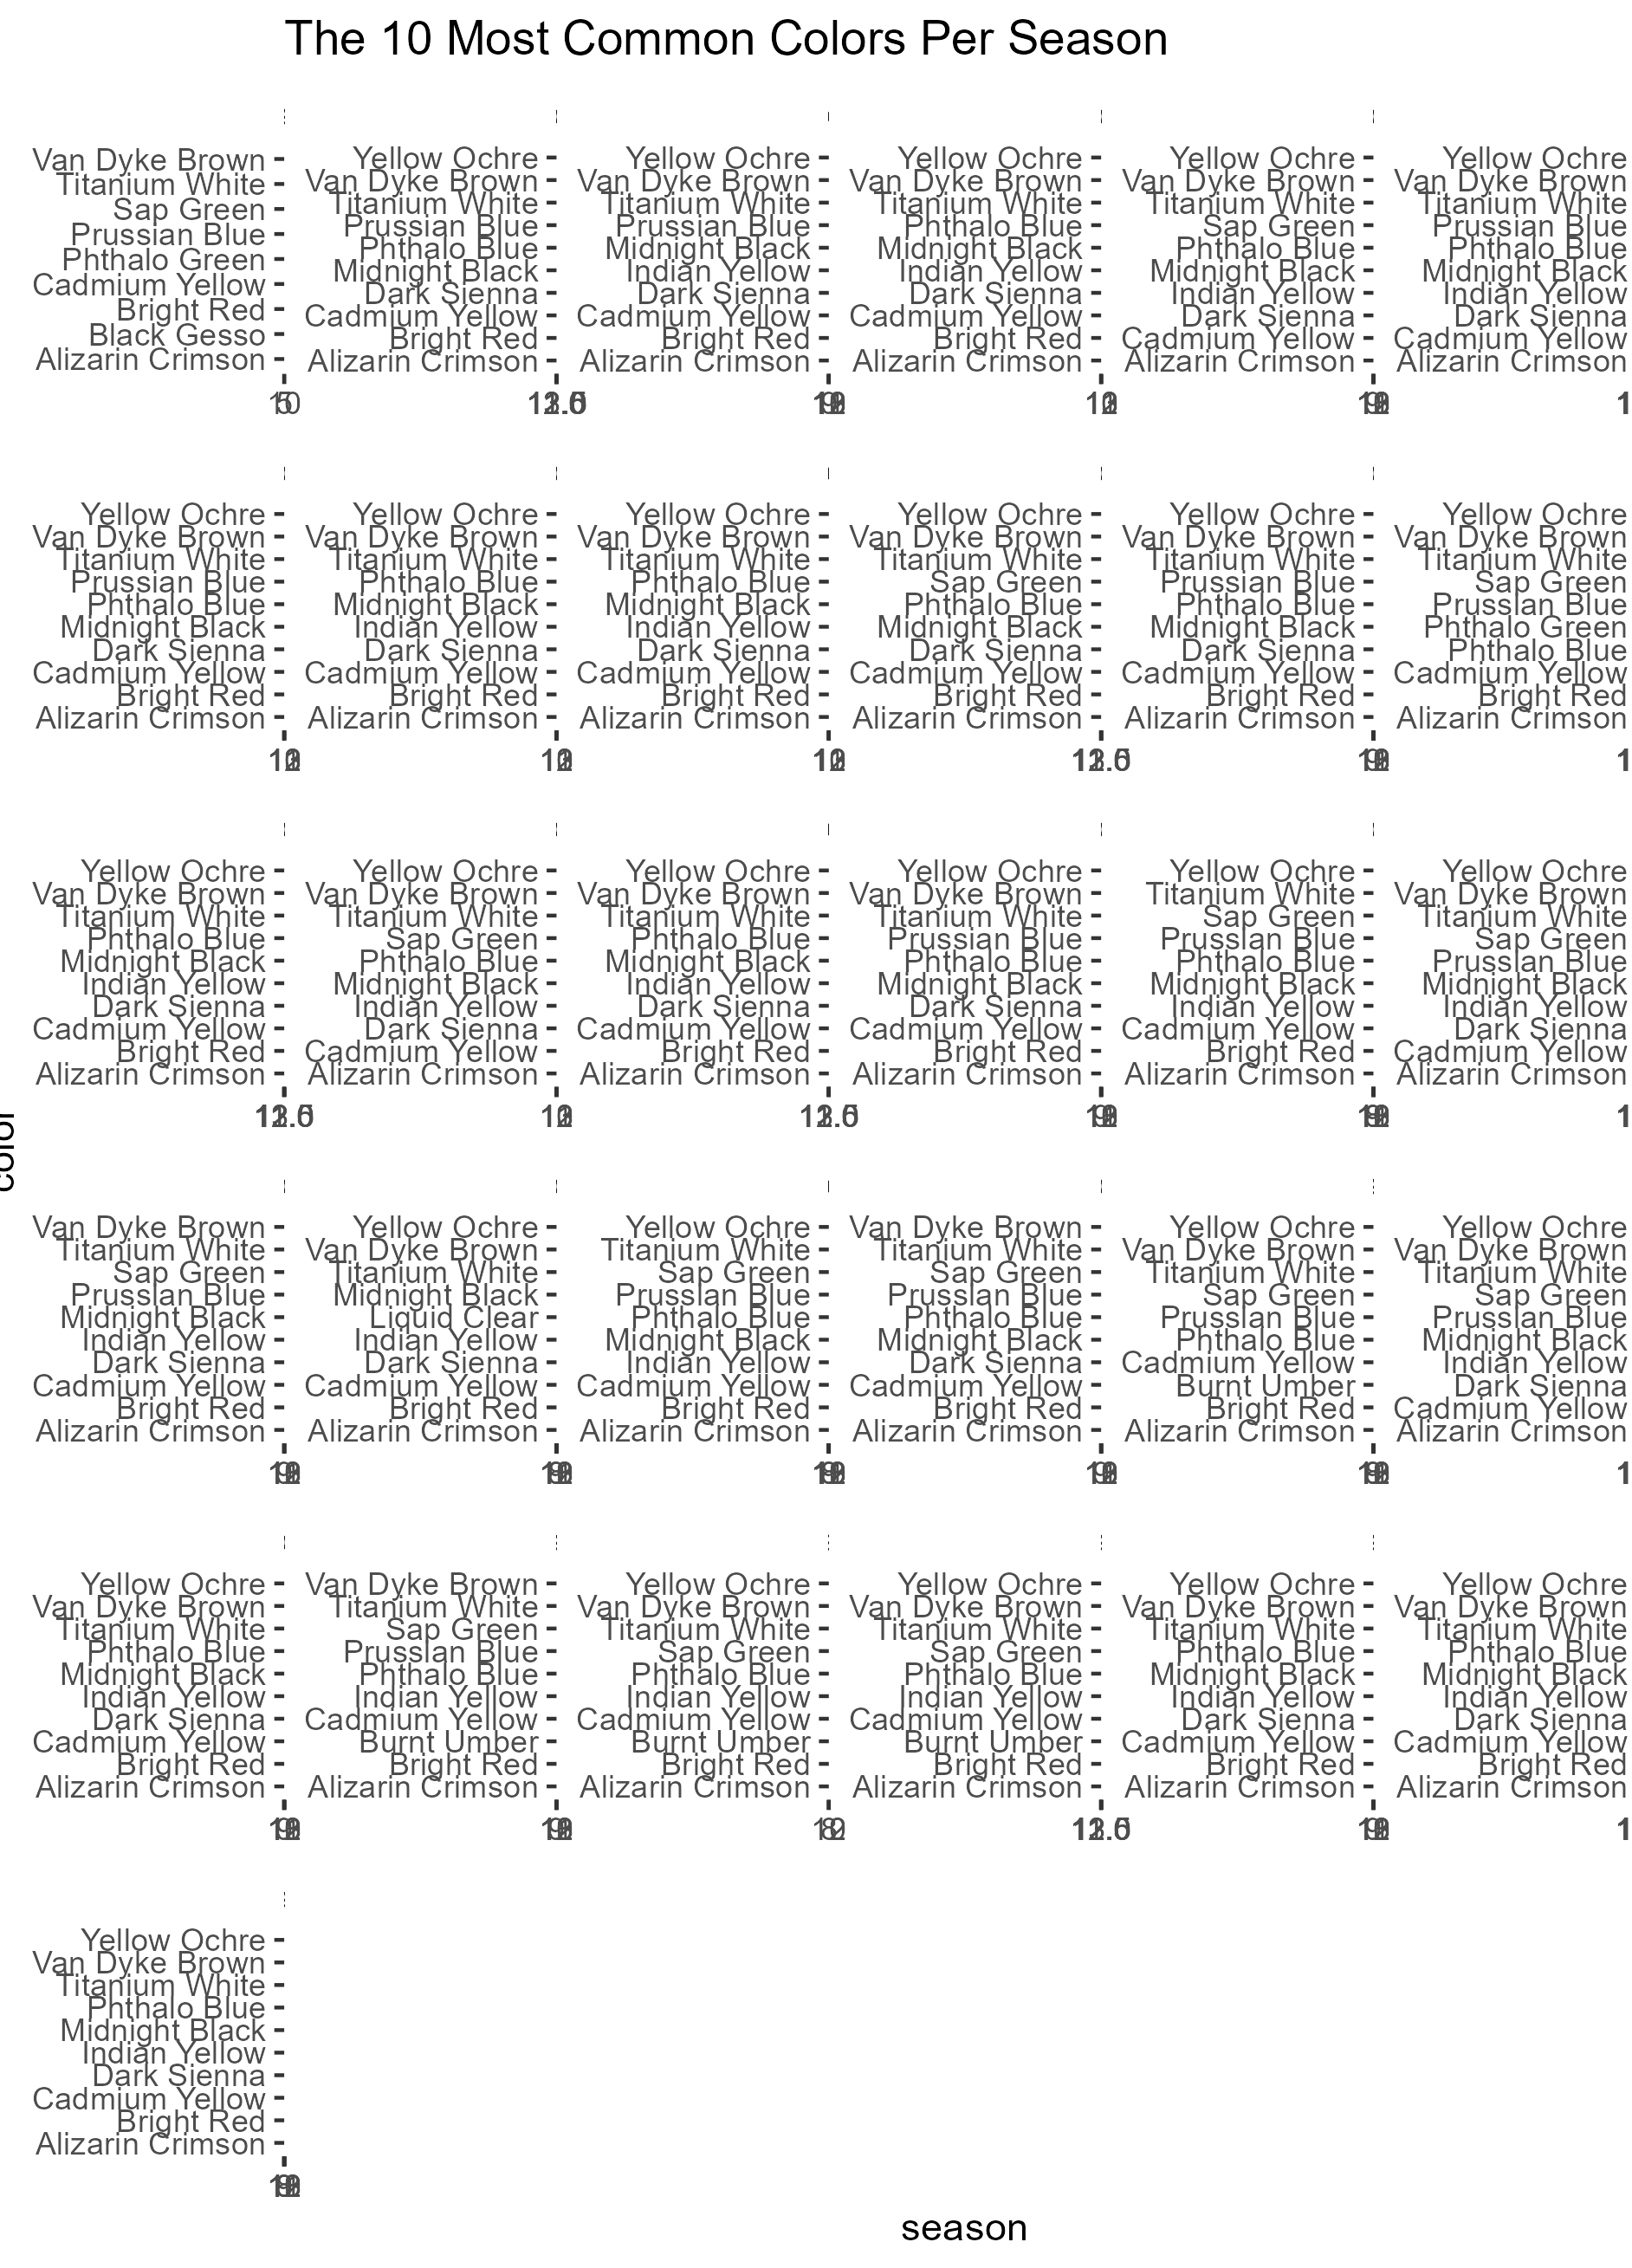 The 10 Most Common Colors Per Season
Van Dyke Brown
Titanium White
Sap Green
Prussian Blue
Phthalo Green
Cadmium Yellow
Bright Red
Black Gesso
Alizarin Crimson
Yellow Ochre
Van Dyke Brown
Titanium White
Prussian Blue
Phthalo Blue
Midnight Black
Dark Sienna
Cadmium Yellow
Bright Red
Alizarin Crimson
Yellow Ochre
Van Dyke Brown
Titanium White
Prussian Blue
Midnight Black
Indian Yellow
Dark Sienna
Cadmium Yellow
Bright Red
Alizarin Crimson
Yellow Ochre
Van Dyke Brown
Titanium White
Phthalo Blue
Midnight Black
Indian Yellow
Dark Sienna
Cadmium Yellow
Bright Red
Alizarin Crimson
Yellow Ochre
Van Dyke Brown
Titanium White
Sap Green
Phthalo Blue
Midnight Black
Indian Yellow
Dark Sienna
Cadmium Yellow
Alizarin Crimson
Yellow Ochre
Van Dyke Brown
Titanium White
Prussian Blue
Phthalo Blue
Midnight Black
Indian Yellow
Dark Sienna
Cadmium Yellow
Alizarin Crimson
Yellow Ochre
Van Dyke Brown
Titanium White
Prussian Blue
Phthalo Blue
Midnight Black
Dark Sienna
Cadmium Yellow
Bright Red
Alizarin Crimson
Yellow Ochre
Van Dyke Brown
Titanium White
Phthalo Blue
Midnight Black
Indian Yellow
Dark Sienna
Cadmium Yellow
Bright Red
Alizarin Crimson
Yellow Ochre
Van Dyke Brown
Titanium White
Phthalo Blue
Midnight Black
Indian Yellow
Dark Sienna
Cadmium Yellow
Bright Red
Alizarin Crimson
Yellow Ochre
Van Dyke Brown
Titanium White
Sap Green
Phthalo Blue
Midnight Black
Dark Sienna
Cadmium Yellow
Bright Red
Alizarin Crimson
Yellow Ochre
Van Dyke Brown
Titanium White
Prussian Blue
Phthalo Blue
Midnight Black
Dark Sienna
Cadmium Yellow
Bright Red
Alizarin Crimson
Yellow Ochre
Van Dyke Brown
Titanium White
Sap Green
Prussian Blue
Phthalo Green
Phthalo Blue
Cadmium Yellow
Bright Red
Alizarin Crimson
Yellow Ochre
Van Dyke Brown
Titanium White
Phthalo Blue
Midnight Black
Indian Yellow
Dark Sienna
Cadmium Yellow
Bright Red
Alizarin Crimson
Yellow Ochre
Van Dyke Brown
Titanium White
Sap Green
Phthalo Blue
Midnight Black
Indian Yellow
Dark Sienna
Cadmium Yellow
Alizarin Crimson
Yellow Ochre
Van Dyke Brown
Titanium White
Phthalo Blue
Midnight Black
Indian Yellow
Dark Sienna
Cadmium Yellow
Bright Red
Alizarin Crimson
Yellow Ochre
Van Dyke Brown
Titanium White
Prussian Blue
Phthalo Blue
Midnight Black
Dark Sienna
Cadmium Yellow
Bright Red
Alizarin Crimson
Yellow Ochre
Titanium White
Sap Green
Prussian Blue
Phthalo Blue
Midnight Black
Indian Yellow
Cadmium Yellow
Bright Red
Alizarin Crimson
Yellow Ochre
Van Dyke Brown
Titanium White
Sap Green
Prussian Blue
Midnight Black
Indian Yellow
Dark Sienna
Cadmium Yellow
Alizarin Crimson
color
Van Dyke Brown
Titanium White
Sap Green
Prussian Blue
Midnight Black
Indian Yellow
Dark Sienna
Cadmium Yellow
Bright Red
Alizarin Crimson
Yellow Ochre
Van Dyke Brown
Titanium White
Midnight Black
Liquid Clear
Indian Yellow
Dark Sienna
Cadmium Yellow
Bright Red
Alizarin Crimson
Yellow Ochre
Titanium White
Sap Green
Prussian Blue
Phthalo Blue
Midnight Black
Indian Yellow
Cadmium Yellow
Bright Red
Alizarin Crimson
Van Dyke Brown
Titanium White
Sap Green
Prussian Blue
Phthalo Blue
Midnight Black
Dark Sienna
Cadmium Yellow
Bright Red
Alizarin Crimson
Yellow Ochre
Van Dyke Brown
Titanium White
Sap Green
Prussian Blue
Phthalo Blue
Cadmium Yellow
Burnt Umber
Bright Red
Alizarin Crimson
Yellow Ochre
Van Dyke Brown
Titanium White
Sap Green
Prussian Blue
Midnight Black
Indian Yellow
Dark Sienna
Cadmium Yellow
Alizarin Crimson
Yellow Ochre
Van Dyke Brown
Titanium White
Phthalo Blue
Midnight Black
Indian Yellow
Dark Sienna
Cadmium Yellow
Bright Red
Alizarin Crimson
Van Dyke Brown
Titanium White
Sap Green
Prussian Blue
Phthalo Blue
Indian Yellow
Cadmium Yellow
Burnt Umber
Bright Red
Alizarin Crimson
Yellow Ochre
Van Dyke Brown
Titanium White
Sap Green
Phthalo Blue
Indian Yellow
Cadmium Yellow
Burnt Umber
Bright Red
Alizarin Crimson
Yellow Ochre
Van Dyke Brown
Titanium White
Sap Green
Phthalo Blue
Indian Yellow
Cadmium Yellow
Burnt Umber
Bright Red
Alizarin Crimson
Yellow Ochre
Van Dyke Brown
Titanium White
Phthalo Blue
Midnight Black
Indian Yellow
Dark Sienna
Cadmium Yellow
Bright Red
Alizarin Crimson
Yellow Ochre
Van Dyke Brown
Titanium White
Phthalo Blue
Midnight Black
Indian Yellow
Dark Sienna
Cadmium Yellow
Bright Red
Alizarin Crimson
Yellow Ochre
Van Dyke Brown
Titanium White
Phthalo Blue
Midnight Black
Indian Yellow
Dark Sienna
Cadmium Yellow
Bright Red
Alizarin Crimson
season